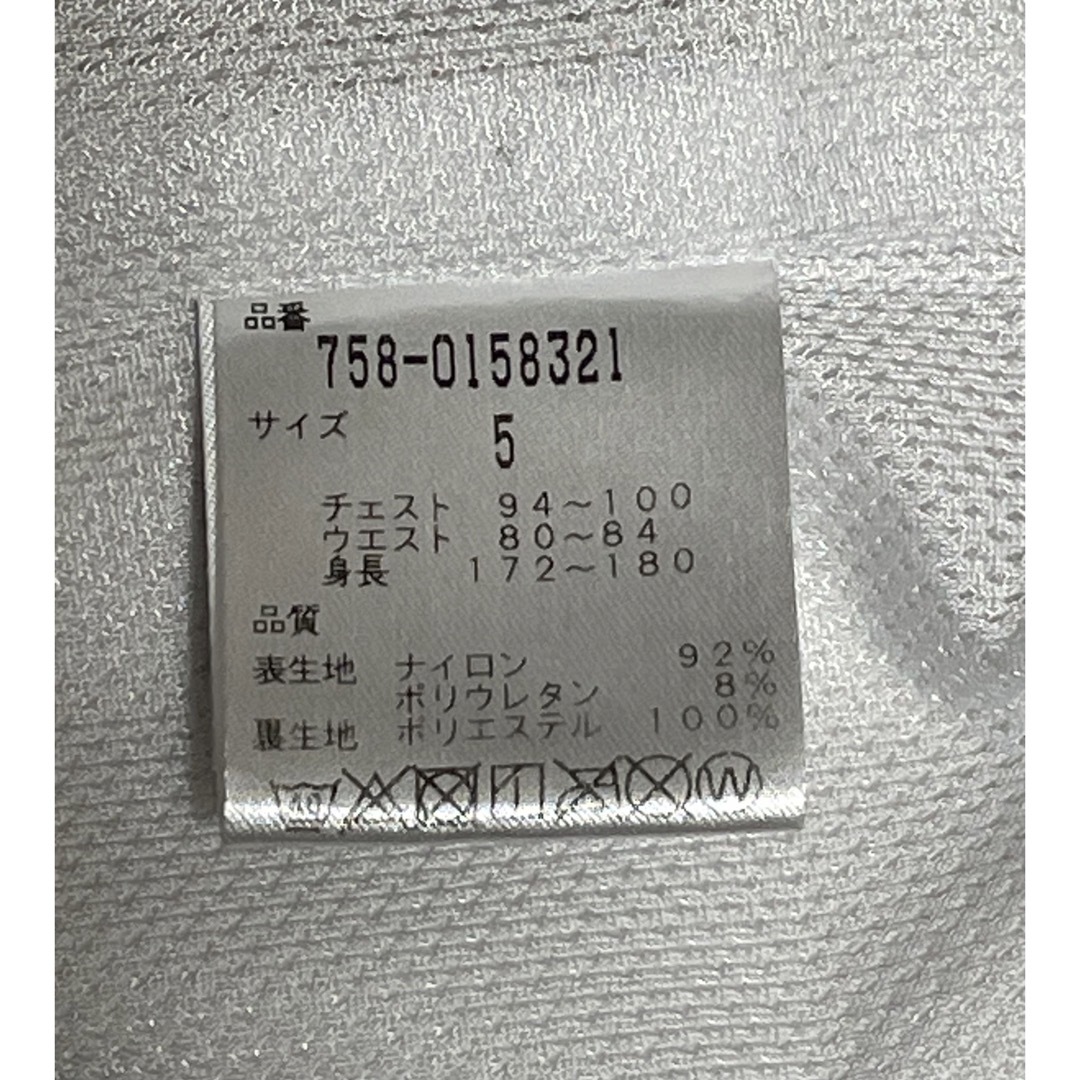 品番
758-0158321
サイズ 5
チェスト 94~100
ウエスト 80~84
身長 172~180
品質
表生地 ナイロン 92%
ポリウレタン 8%
裏生地 ポリエステル 100%
40 W